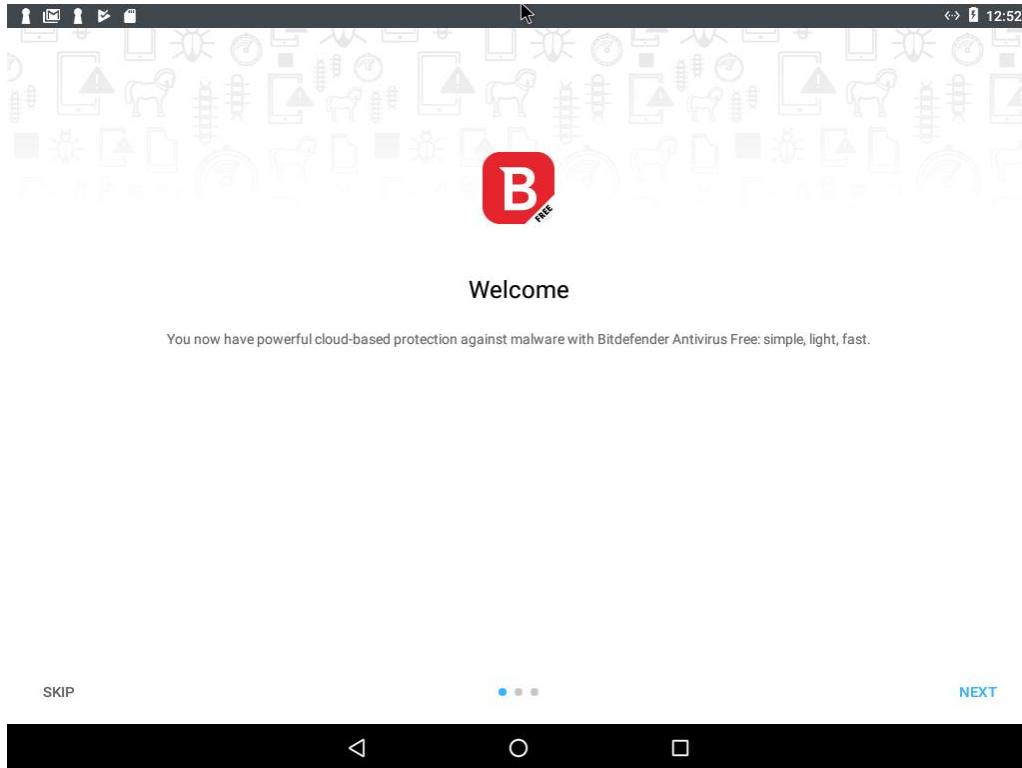 12:52
B
FREE
Welcome
You now have powerful cloud-based protection against malware with Bitdefender Antivirus Free: simple, light, fast.
SKIP
NEXT